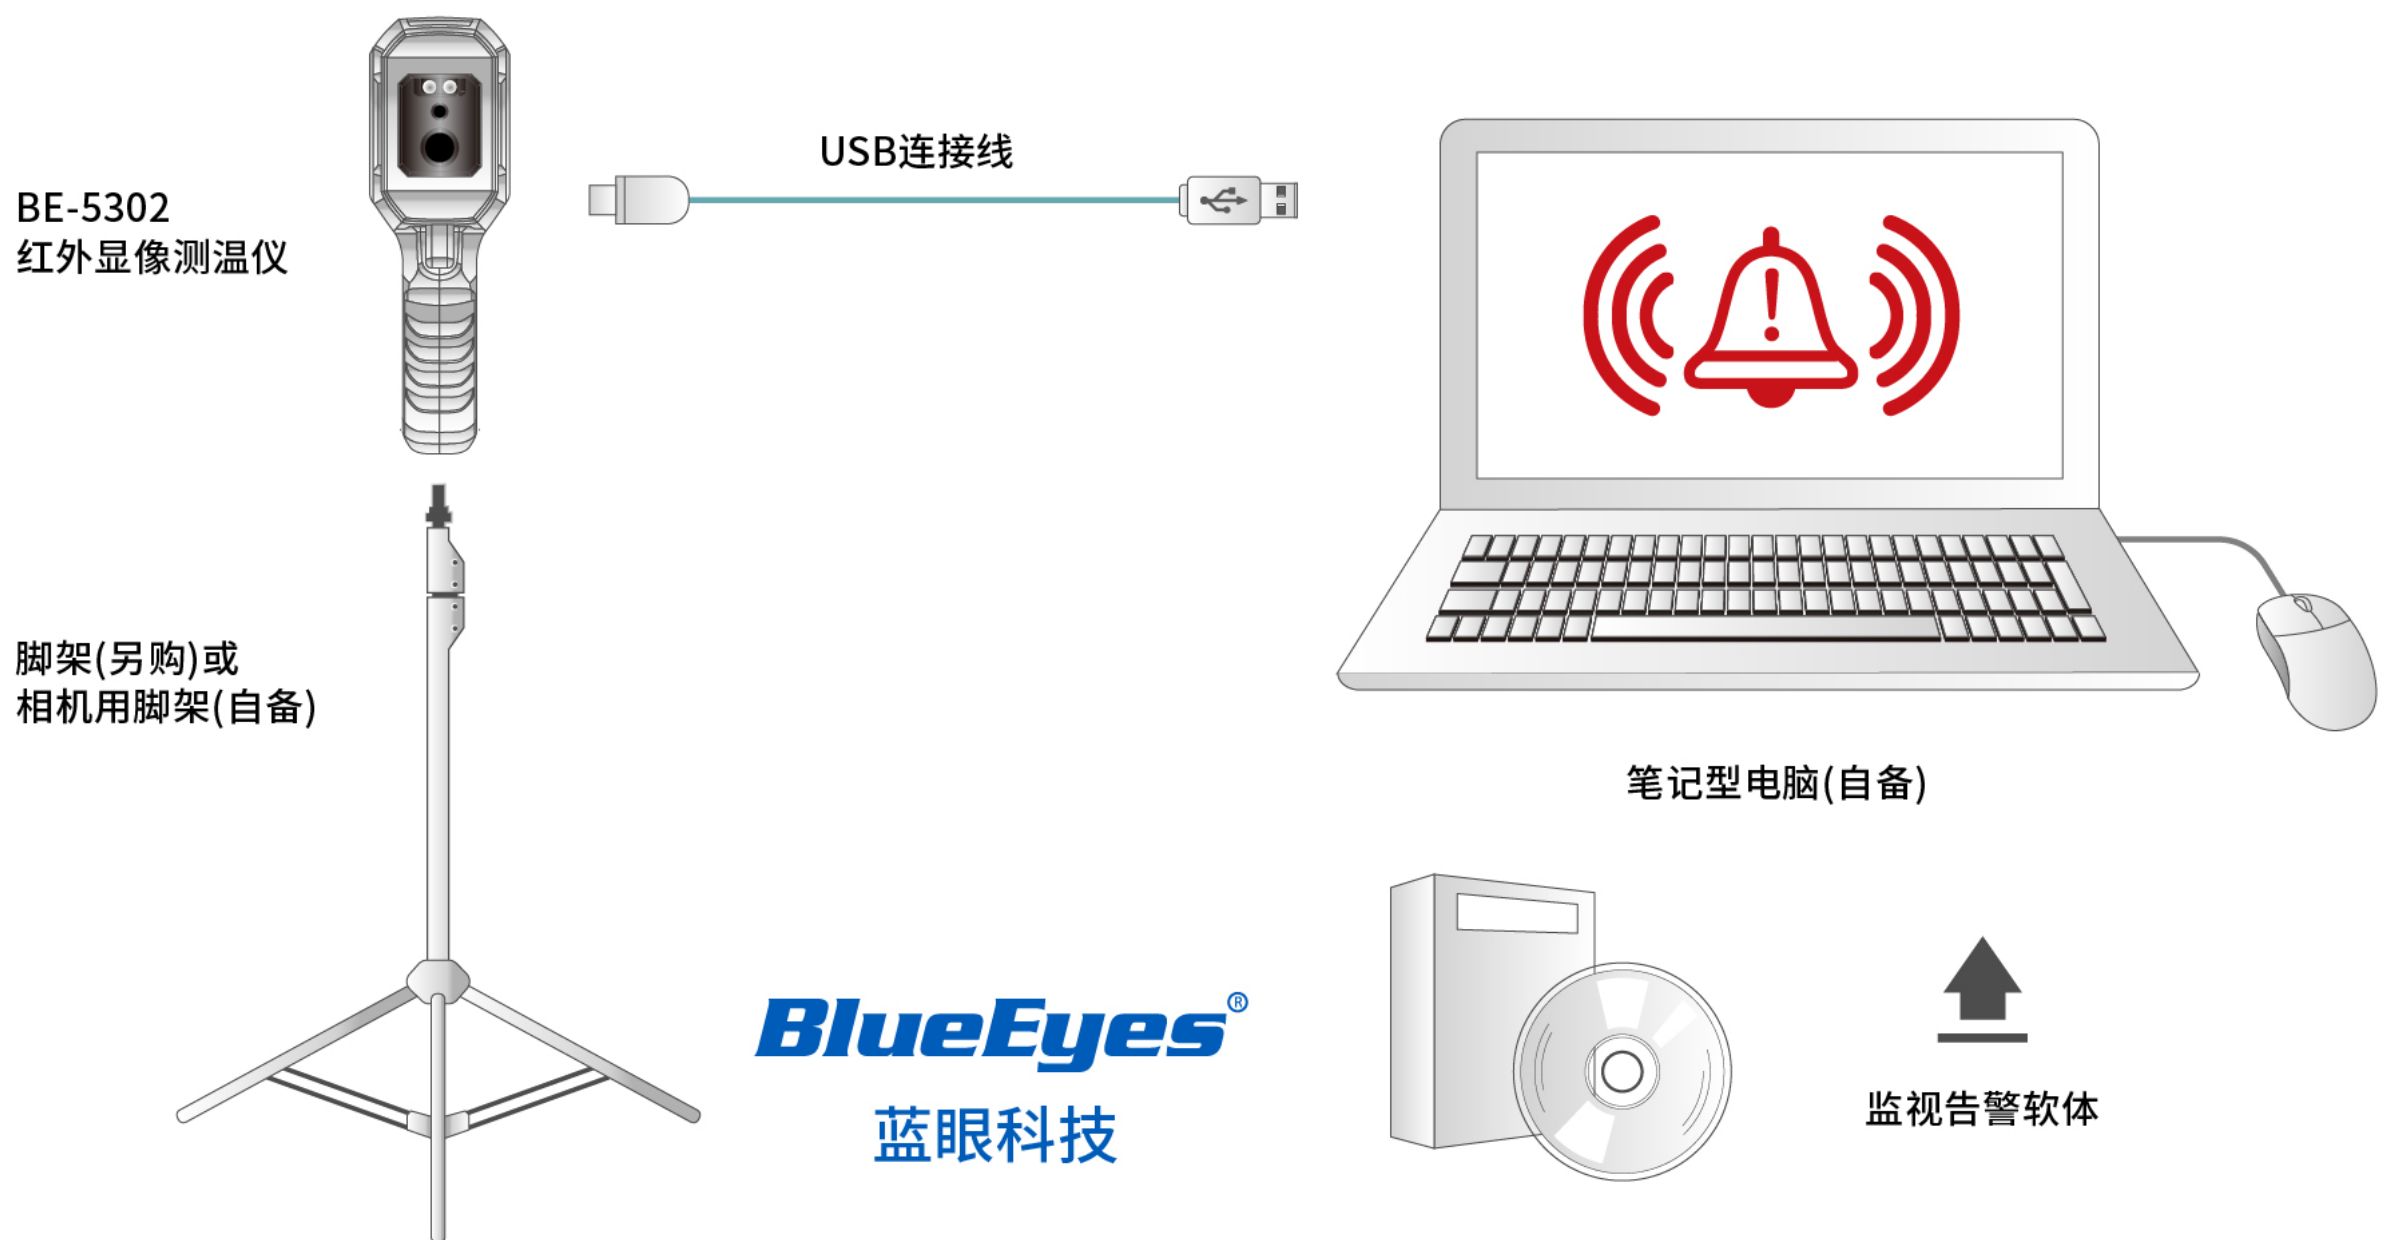 BE-5302
红外显像测温仪
USB连接线
脚架(另购)或
相机用脚架(自备)
笔记型电脑(自备)
监视告警软体
BlueEyes®
蓝眼科技